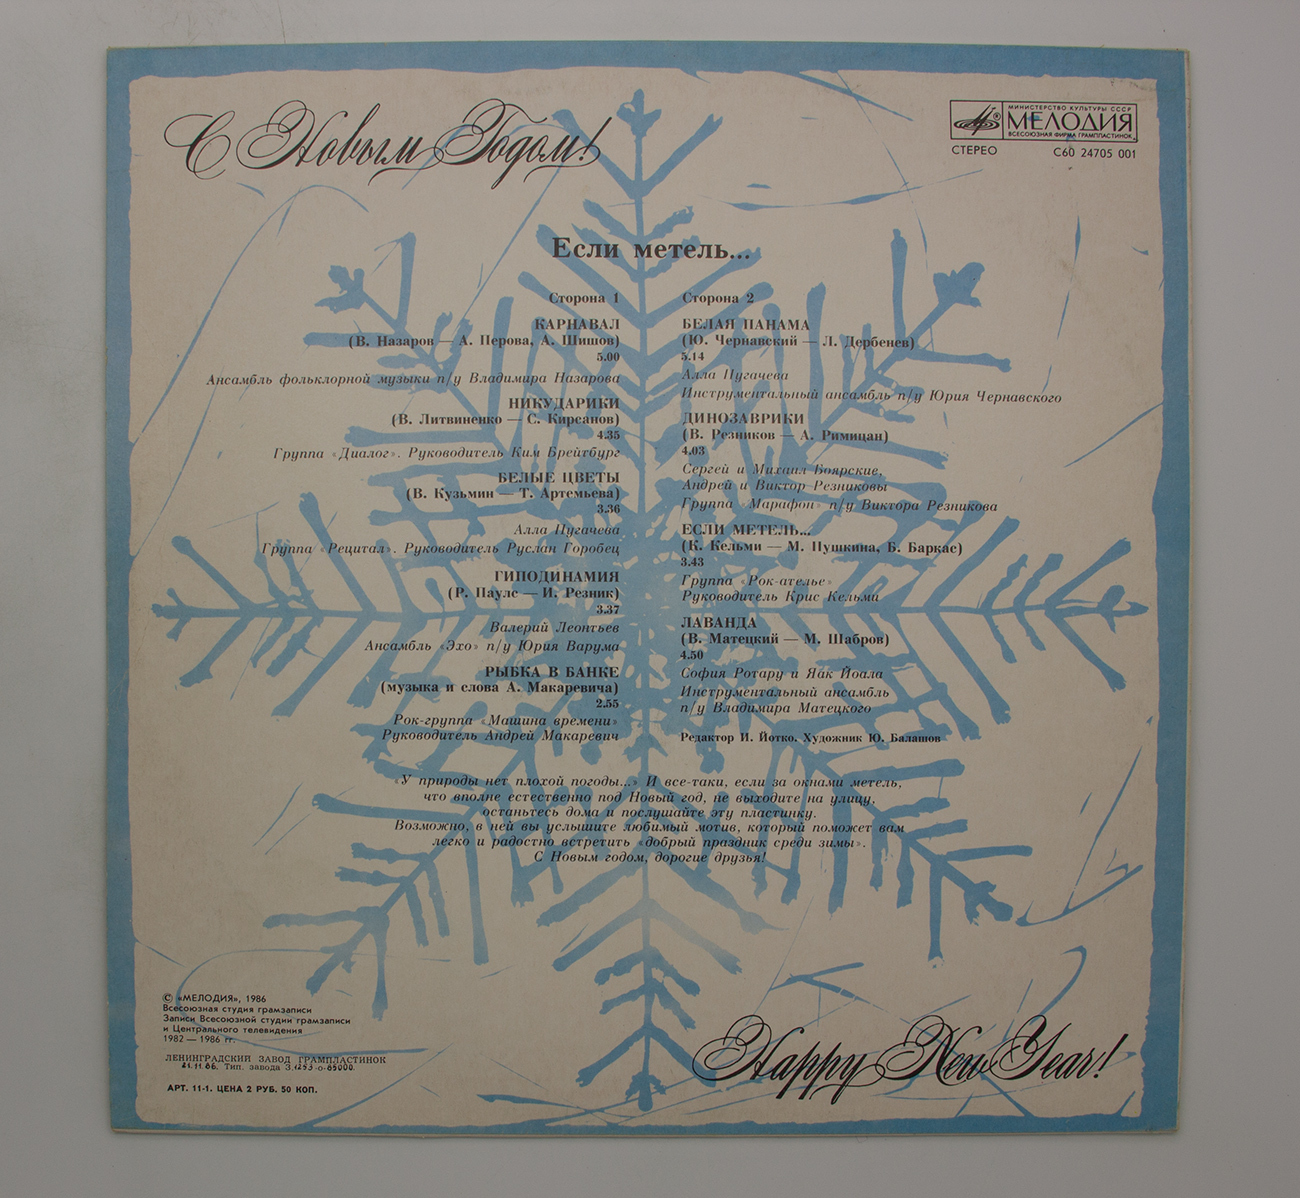 С Новым Годом!
МИНИСТЕРСТВО КУЛЬТУРЫ СССР
МЕЛОДИЯ
ВСЕСОЮЗНАЯ ФИРМА ГРАМПЛАСТИНОК
СТЕРЕО С60 24705 001
Если метель...
Сторона 1
КАРНАВАЛ
(В. Назаров — А. Перова, А. Шишов)
5.00
Ансамбль фольклорной музыки п/у Владимира Назарова
НИКУДАРИКИ
(В. Литвиненко — С. Кирсанов)
4.35
Группа «Диалог». Руководитель Ким Брейтбург
БЕЛЫЕ ЦВЕТЫ
(В. Кузьмин — Т. Артемьева)
3.36
Алла Пугачева
Группа «Рецитал». Руководитель Руслан Горобец
ГИПОДИНАМИЯ
(Р. Паулс — И. Резник)
3.37
Валерий Леонтьев
Ансамбль «Эхо» п/у Юрия Варума
РЫБКА В БАНКЕ
(музыка и слова А. Макаревича)
2.55
Рок-группа «Машина времени»
Руководитель Андрей Макаревич
Сторона 2
БЕЛАЯ ПАНАМА
(Ю. Чернавский — Л. Дербенев)
5.14
Алла Пугачева
Инструментальный ансамбль п/у Юрия Чернавского
ДИНОЗАВРИКИ
(В. Резников — А. Римицан)
4.03
Сергей и Михаил Боярские,
Андрей и Виктор Резниковы
Группа «Марафон» п/у Виктора Резникова
ЕСЛИ МЕТЕЛЬ...
(К. Кельми — М. Пушкина, Б. Баркас)
3.43
Группа «Рок-ателье»
Руководитель Крис Кельми
ЛАВАНДА
(В. Матецкий — М. Шабров)
4.50
София Ротару и Яак Йоала
Инструментальный ансамбль
п/у Владимира Матецкого
Редактор И. Йотко. Художник Ю. Балашов
«У природы нет плохой погоды...» И все-таки, если за окнами метель,
что вполне естественно под Новый год, не выходите на улицу,
останьтесь дома и послушайте эту пластинку.
Возможно, в ней вы услышите любимый мотив, который поможет вам
легко и радостно встретить «добрый праздник среди зимы».
С Новым годом, дорогие друзья!
© «МЕЛОДИЯ», 1986
Всесоюзная студия грамзаписи
Записи Всесоюзной студии грамзаписи
и Центрального телевидения
1982 — 1986 гг.
ЛЕНИНГРАДСКИЙ ЗАВОД ГРАМПЛАСТИНОК
21.11.86. Тип. завода З.1253-о-85000.
АРТ. 11-1. ЦЕНА 2 РУБ. 50 КОП.
Happy New Year!